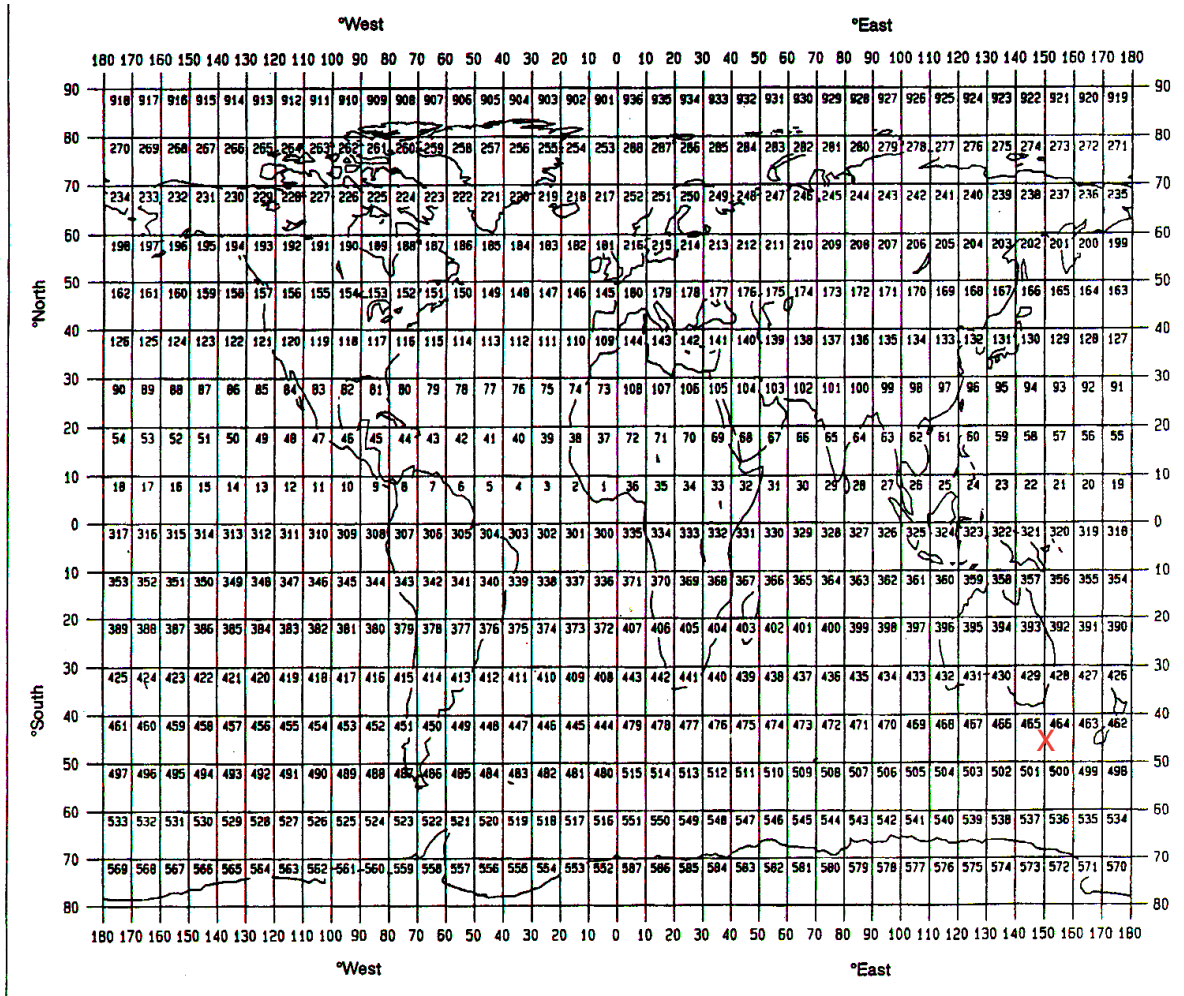 °West °East
180 170 160 150 140 130 120 110 100 90 80 70 60 50 40 30 20 10 0 10 20 30 40 50 60 70 80 90 100 110 120 130 140 150 160 170 180
90 918 917 916 915 914 913 912 911 910 909 908 907 906 905 904 903 902 901 936 935 934 933 932 931 930 929 928 927 926 925 924 923 922 921 920 919 90
80 80
270 269 268 267 266 265 264 263 262 261 260 259 258 257 256 255 254 253 288 287 286 285 284 283 282 281 280 279 278 277 276 275 274 273 272 271
70 70
234 233 232 231 230 229 228 227 226 225 224 223 222 221 220 219 218 217 252 251 250 249 248 247 246 245 244 243 242 241 240 239 238 237 236 235
60 60
198 197 196 195 194 193 192 191 190 189 188 187 186 185 184 183 182 181 216 215 214 213 212 211 210 209 208 207 206 205 204 203 202 201 200 199
50 50
162 161 160 159 158 157 156 155 154 153 152 151 150 149 148 147 146 145 180 179 178 177 176 175 174 173 172 171 170 169 168 167 166 165 164 163
°North
40 40
126 125 124 123 122 121 120 119 118 117 116 115 114 113 112 111 110 109 144 143 142 141 140 139 138 137 136 135 134 133 132 131 130 129 128 127
30 30
90 89 88 87 86 85 84 83 82 81 80 79 78 77 76 75 74 73 108 107 106 105 104 103 102 101 100 99 98 97 96 95 94 93 92 91
20 20
54 53 52 51 50 49 48 47 46 45 44 43 42 41 40 39 38 37 72 71 70 69 68 67 66 65 64 63 62 61 60 59 58 57 56 55
10 10
18 17 16 15 14 13 12 11 10 9 8 7 6 5 4 3 2 1 36 35 34 33 32 31 30 29 28 27 26 25 24 23 22 21 20 19
0 0
317 316 315 314 313 312 311 310 309 308 307 306 305 304 303 302 301 300 335 334 333 332 331 330 329 328 327 326 325 324 323 322 321 320 319 318
10 10
353 352 351 350 349 348 347 346 345 344 343 342 341 340 339 338 337 336 371 370 369 368 367 366 365 364 363 362 361 360 359 358 357 356 355 354
20 20
389 388 387 386 385 384 383 382 381 380 379 378 377 376 375 374 373 372 407 406 405 404 403 402 401 400 399 398 397 396 395 394 393 392 391 390
30 30
425 424 423 422 421 420 419 418 417 416 415 414 413 412 411 410 409 408 443 442 441 440 439 438 437 436 435 434 433 432 431 430 429 428 427 426
°South
40 40
461 460 459 458 457 456 455 454 453 452 451 450 449 448 447 446 445 444 479 478 477 476 475 474 473 472 471 470 469 468 467 466 465 464 463 462
X
50 50
497 496 495 494 493 492 491 490 489 488 487 486 485 484 483 482 481 480 515 514 513 512 511 510 509 508 507 506 505 504 503 502 501 500 499 498
60 60
533 532 531 530 529 528 527 526 525 524 523 522 521 520 519 518 517 516 551 550 549 548 547 546 545 544 543 542 541 540 539 538 537 536 535 534
70 70
569 568 567 566 565 564 563 562 561 560 559 558 557 556 555 554 553 552 587 586 585 584 583 582 581 580 579 578 577 576 575 574 573 572 571 570
80 80
180 170 160 150 140 130 120 110 100 90 80 70 60 50 40 30 20 10 0 10 20 30 40 50 60 70 80 90 100 110 120 130 140 150 160 170 180
°West °East